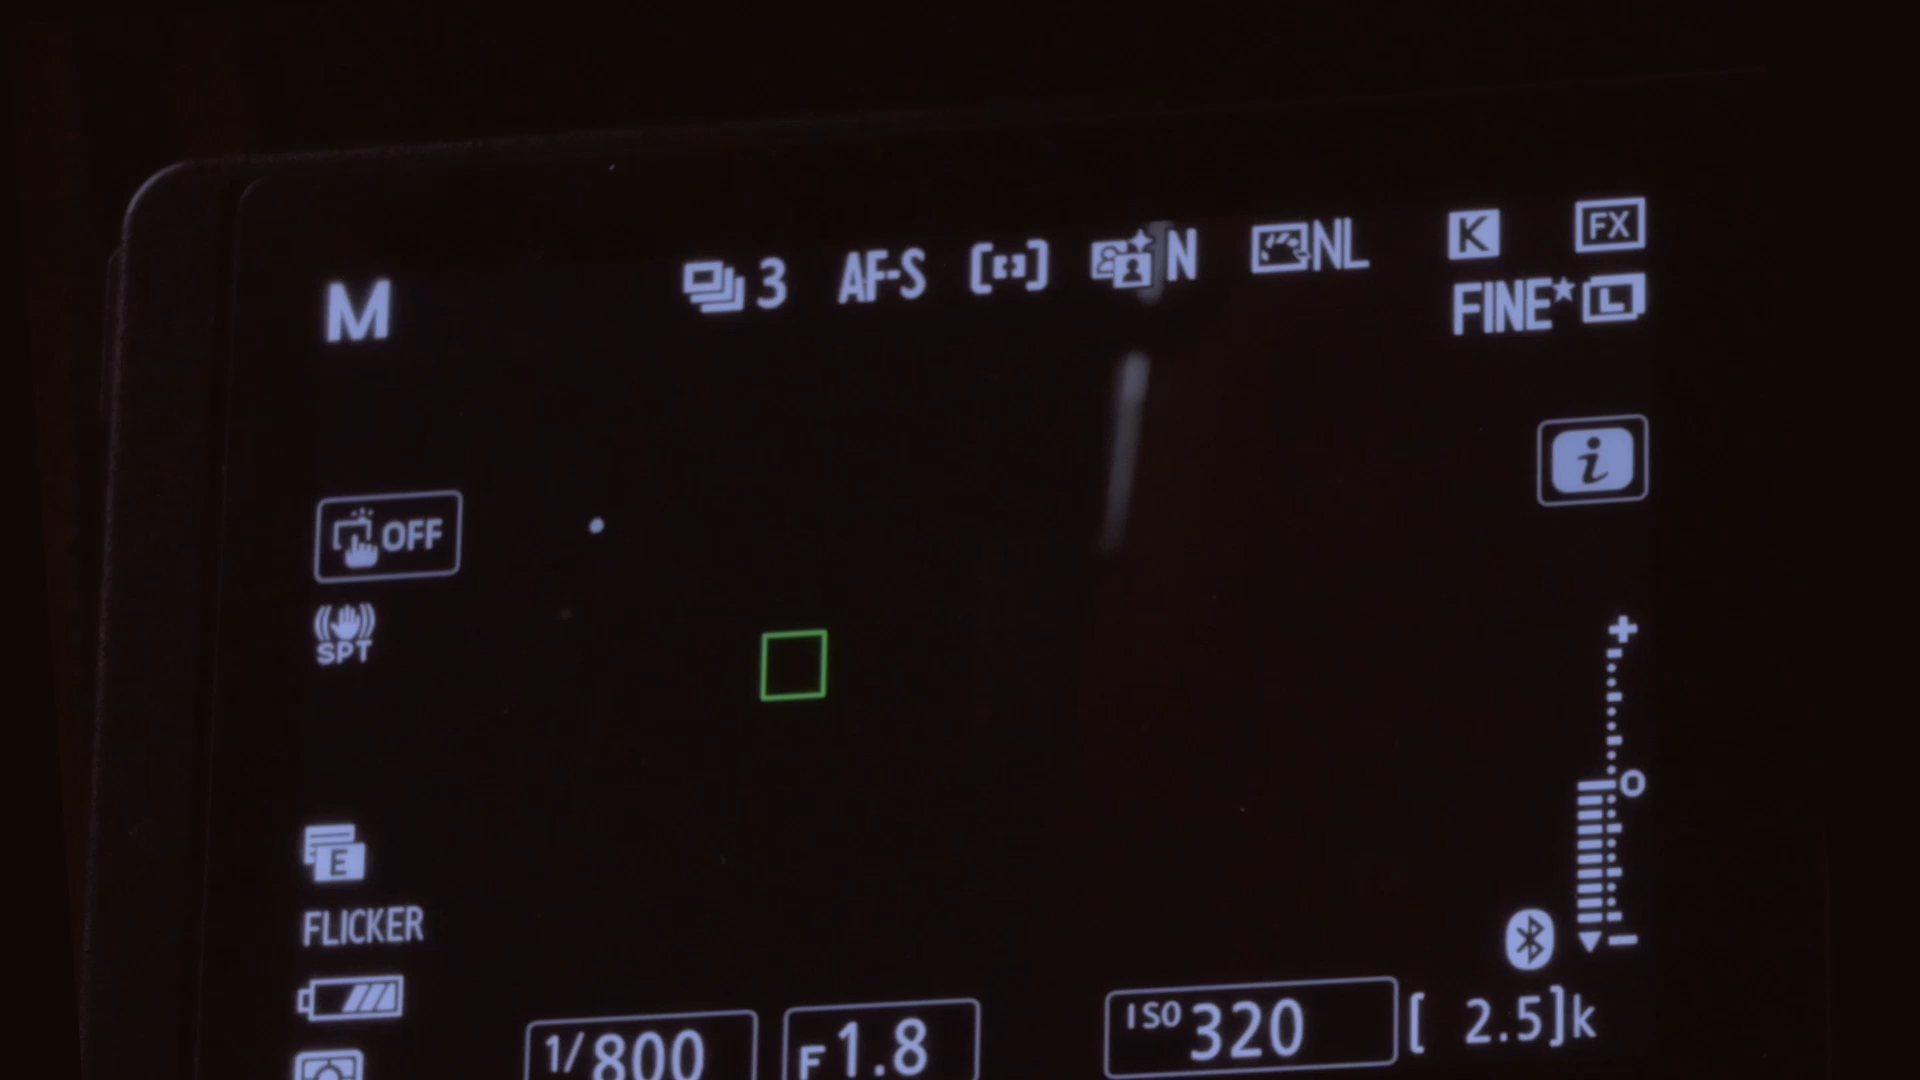 M 3 AF-S N NL K FX
FINE★ L
i
OFF
SPT
E
FLICKER
1/800 F1.8 ISO 320 [ 2.5]k